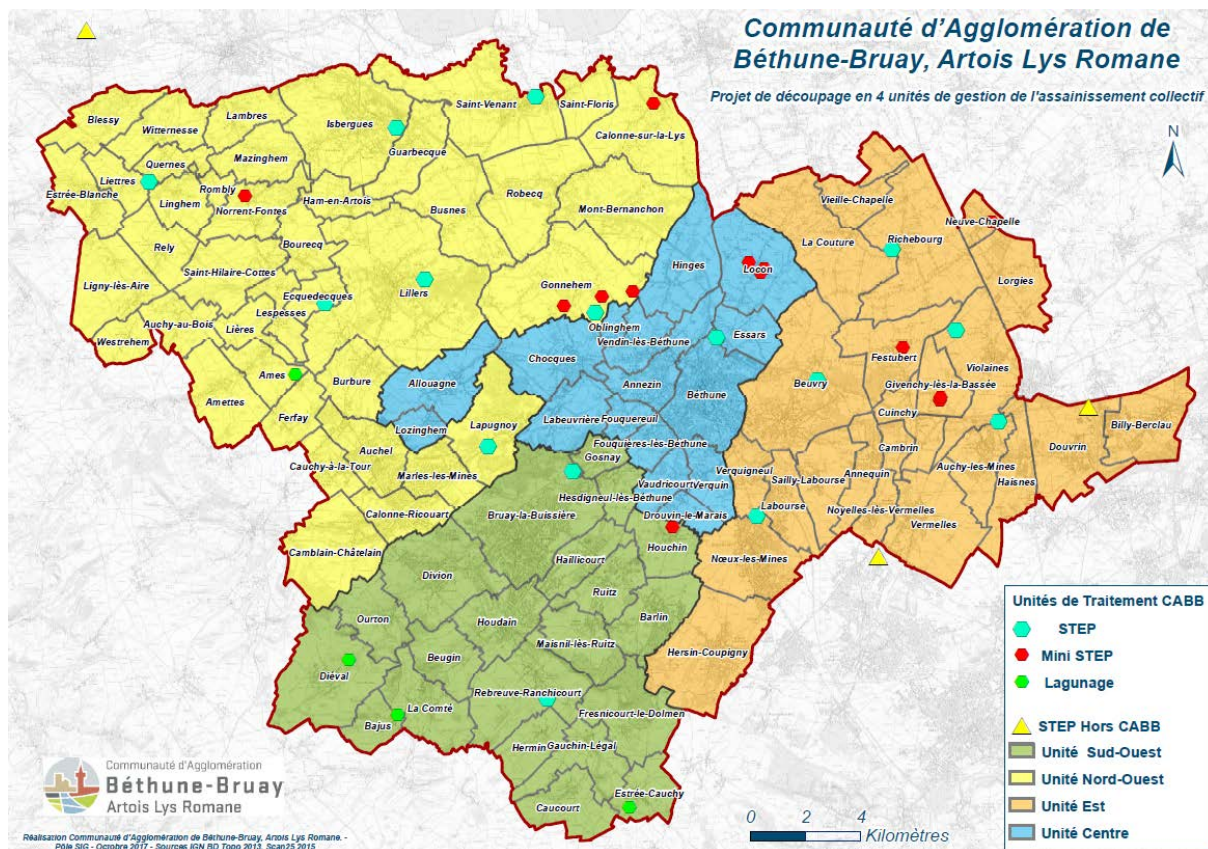 Communauté d'Agglomération de
Béthune-Bruay, Artois Lys Romane
Projet de découpage en 4 unités de gestion de l'assainissement collectif
N
Blessy
Witternesse
Lambres
Isbergues
Guarbecque
Saint-Venant
Saint-Floris
Calonne-sur-la-Lys
Quernes
Mazinghem
Liettres
Estrée-Blanche
Linghem
Rombly
Norrent-Fontes
Ham-en-Artois
Busnes
Robecq
Mont-Bernanchon
Rely
Bourecq
Ligny-lès-Aire
Saint-Hilaire-Cottes
Ecquedecques
Lespesses
Lillers
Gonnehem
Auchy-au-Bois
Lières
Westrehem
Ames
Amettes
Ferfay
Burbure
Allouagne
Lozinghem
Lapugnoy
Auchel
Cauchy-à-la-Tour
Marles-les-Mines
Calonne-Ricouart
Camblain-Châtelain
Hinges
Locon
Oblinghem
Vendin-lès-Béthune
Essars
Chocques
Annezin
Béthune
Labeuvrière
Fouquereuil
Fouquières-lès-Béthune
Gosnay
Hesdigneul-lès-Béthune
Vaudricourt
Verquin
Drouvin-le-Marais
Vieille-Chapelle
La Couture
Richebourg
Neuve-Chapelle
Lorgies
Festubert
Violaines
Givenchy-lès-la-Bassée
Beuvry
Cuinchy
Cambrin
Auchy-les-Mines
Haisnes
Douvrin
Billy-Berclau
Verquigneul
Sailly-Labourse
Annequin
Labourse
Noyelles-lès-Vermelles
Vermelles
Nœux-les-Mines
Hersin-Coupigny
Bruay-la-Buissière
Haillicourt
Houchin
Divion
Ruitz
Barlin
Ourton
Houdain
Maisnil-lès-Ruitz
Beugin
Diéval
Rebreuve-Ranchicourt
La Comté
Bajus
Fresnicourt-le-Dolmen
Hermin
Gauchin-Légal
Estrée-Cauchy
Caucourt
Unités de Traitement CABB
STEP
Mini STEP
Lagunage
STEP Hors CABB
Unité Sud-Ouest
Unité Nord-Ouest
Unité Est
Unité Centre
0 2 4
Kilomètres
Communauté d'Agglomération
Béthune-Bruay
Artois Lys Romane
Réalisation Communauté d'Agglomération de Béthune-Bruay, Artois Lys Romane. -
Pôle SIG - Octobre 2017 - Sources IGN BD Topo 2013, Scan25 2015